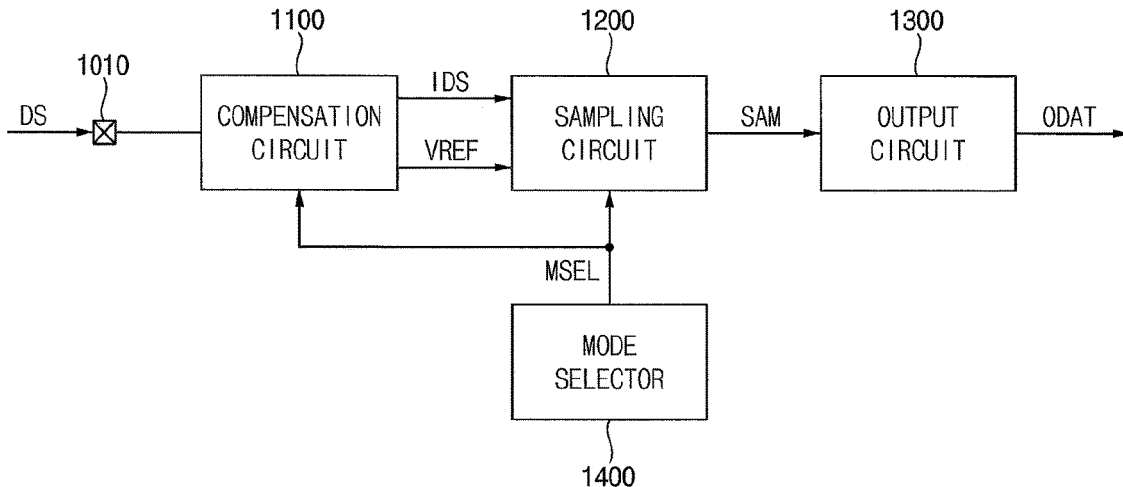 1100
1200
1300
1010
DS
COMPENSATION
CIRCUIT
IDS
VREF
SAMPLING
CIRCUIT
SAM
OUTPUT
CIRCUIT
ODAT
MSEL
MODE
SELECTOR
1400